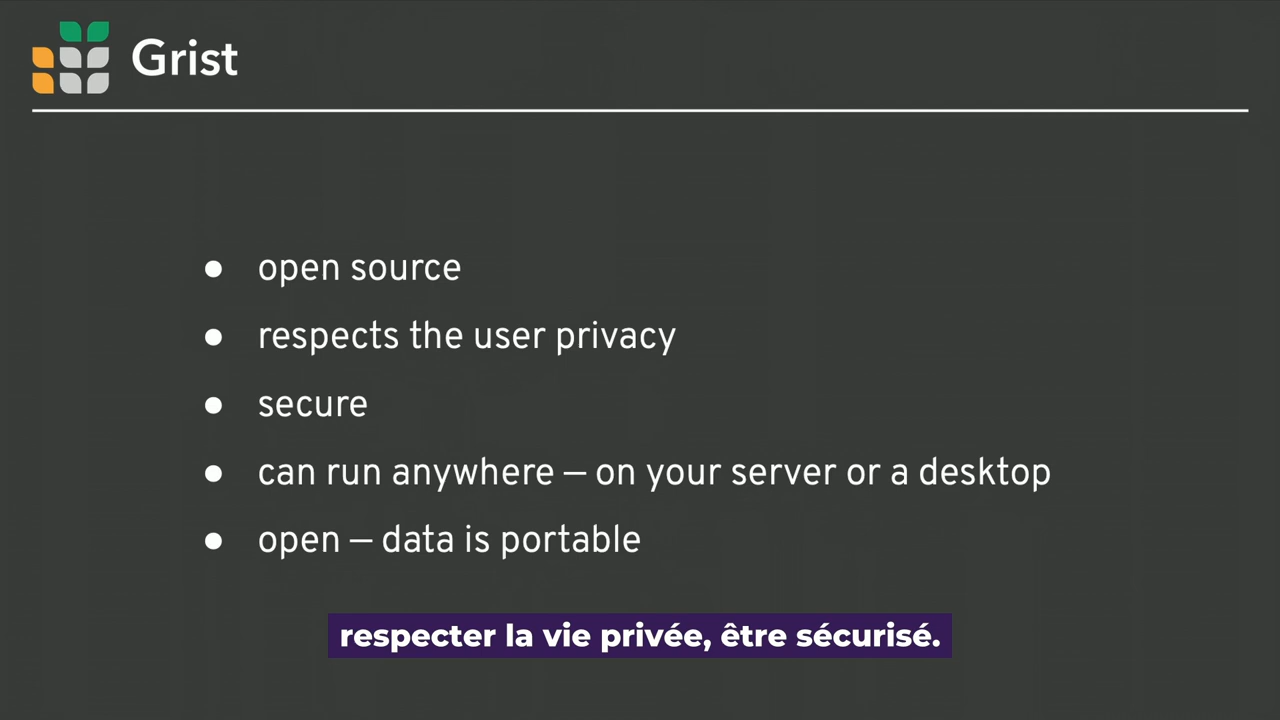 Grist
● open source
● respects the user privacy
● secure
● can run anywhere — on your server or a desktop
● open — data is portable
respecter la vie privée, être sécurisé.